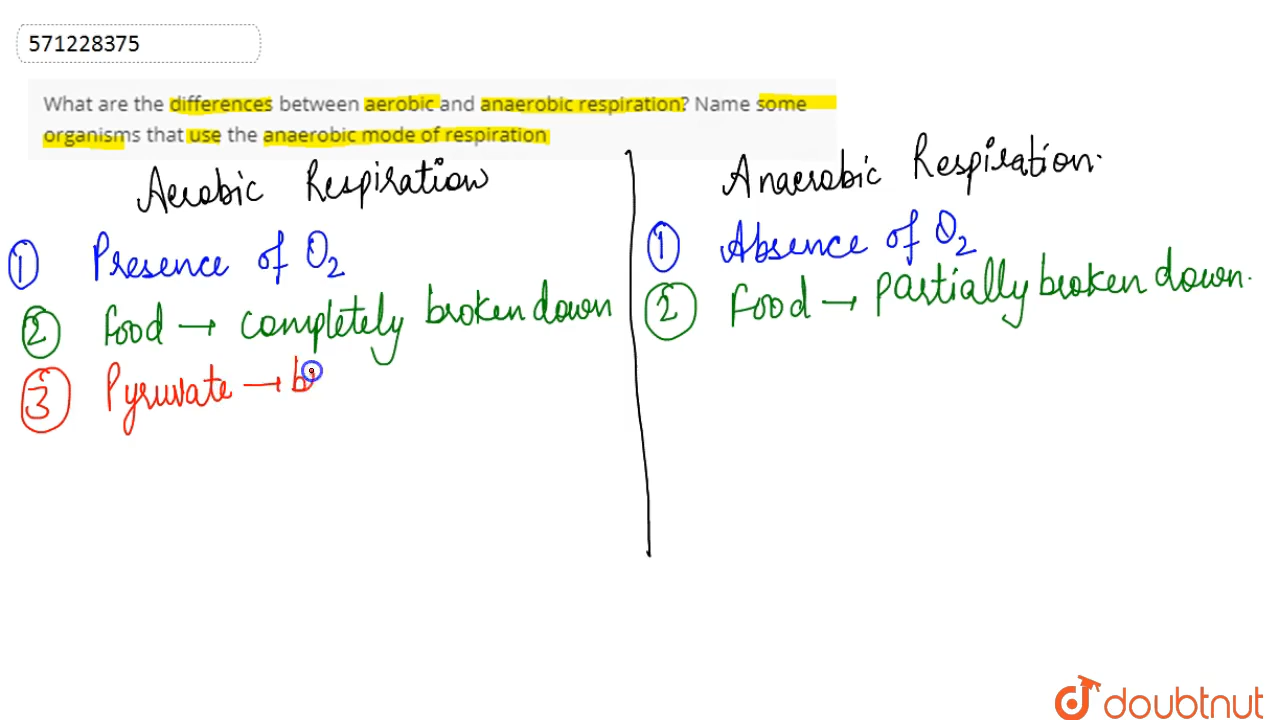 571228375
What are the differences between aerobic and anaerobic respiration? Name some
organisms that use the anaerobic mode of respiration
Aerobic Respiration
Anaerobic Respiration.
① Presence of O₂
① Absence of O₂
② Food → completely broken down
② Food → partially broken down.
③ Pyruvate → b
doubtnut